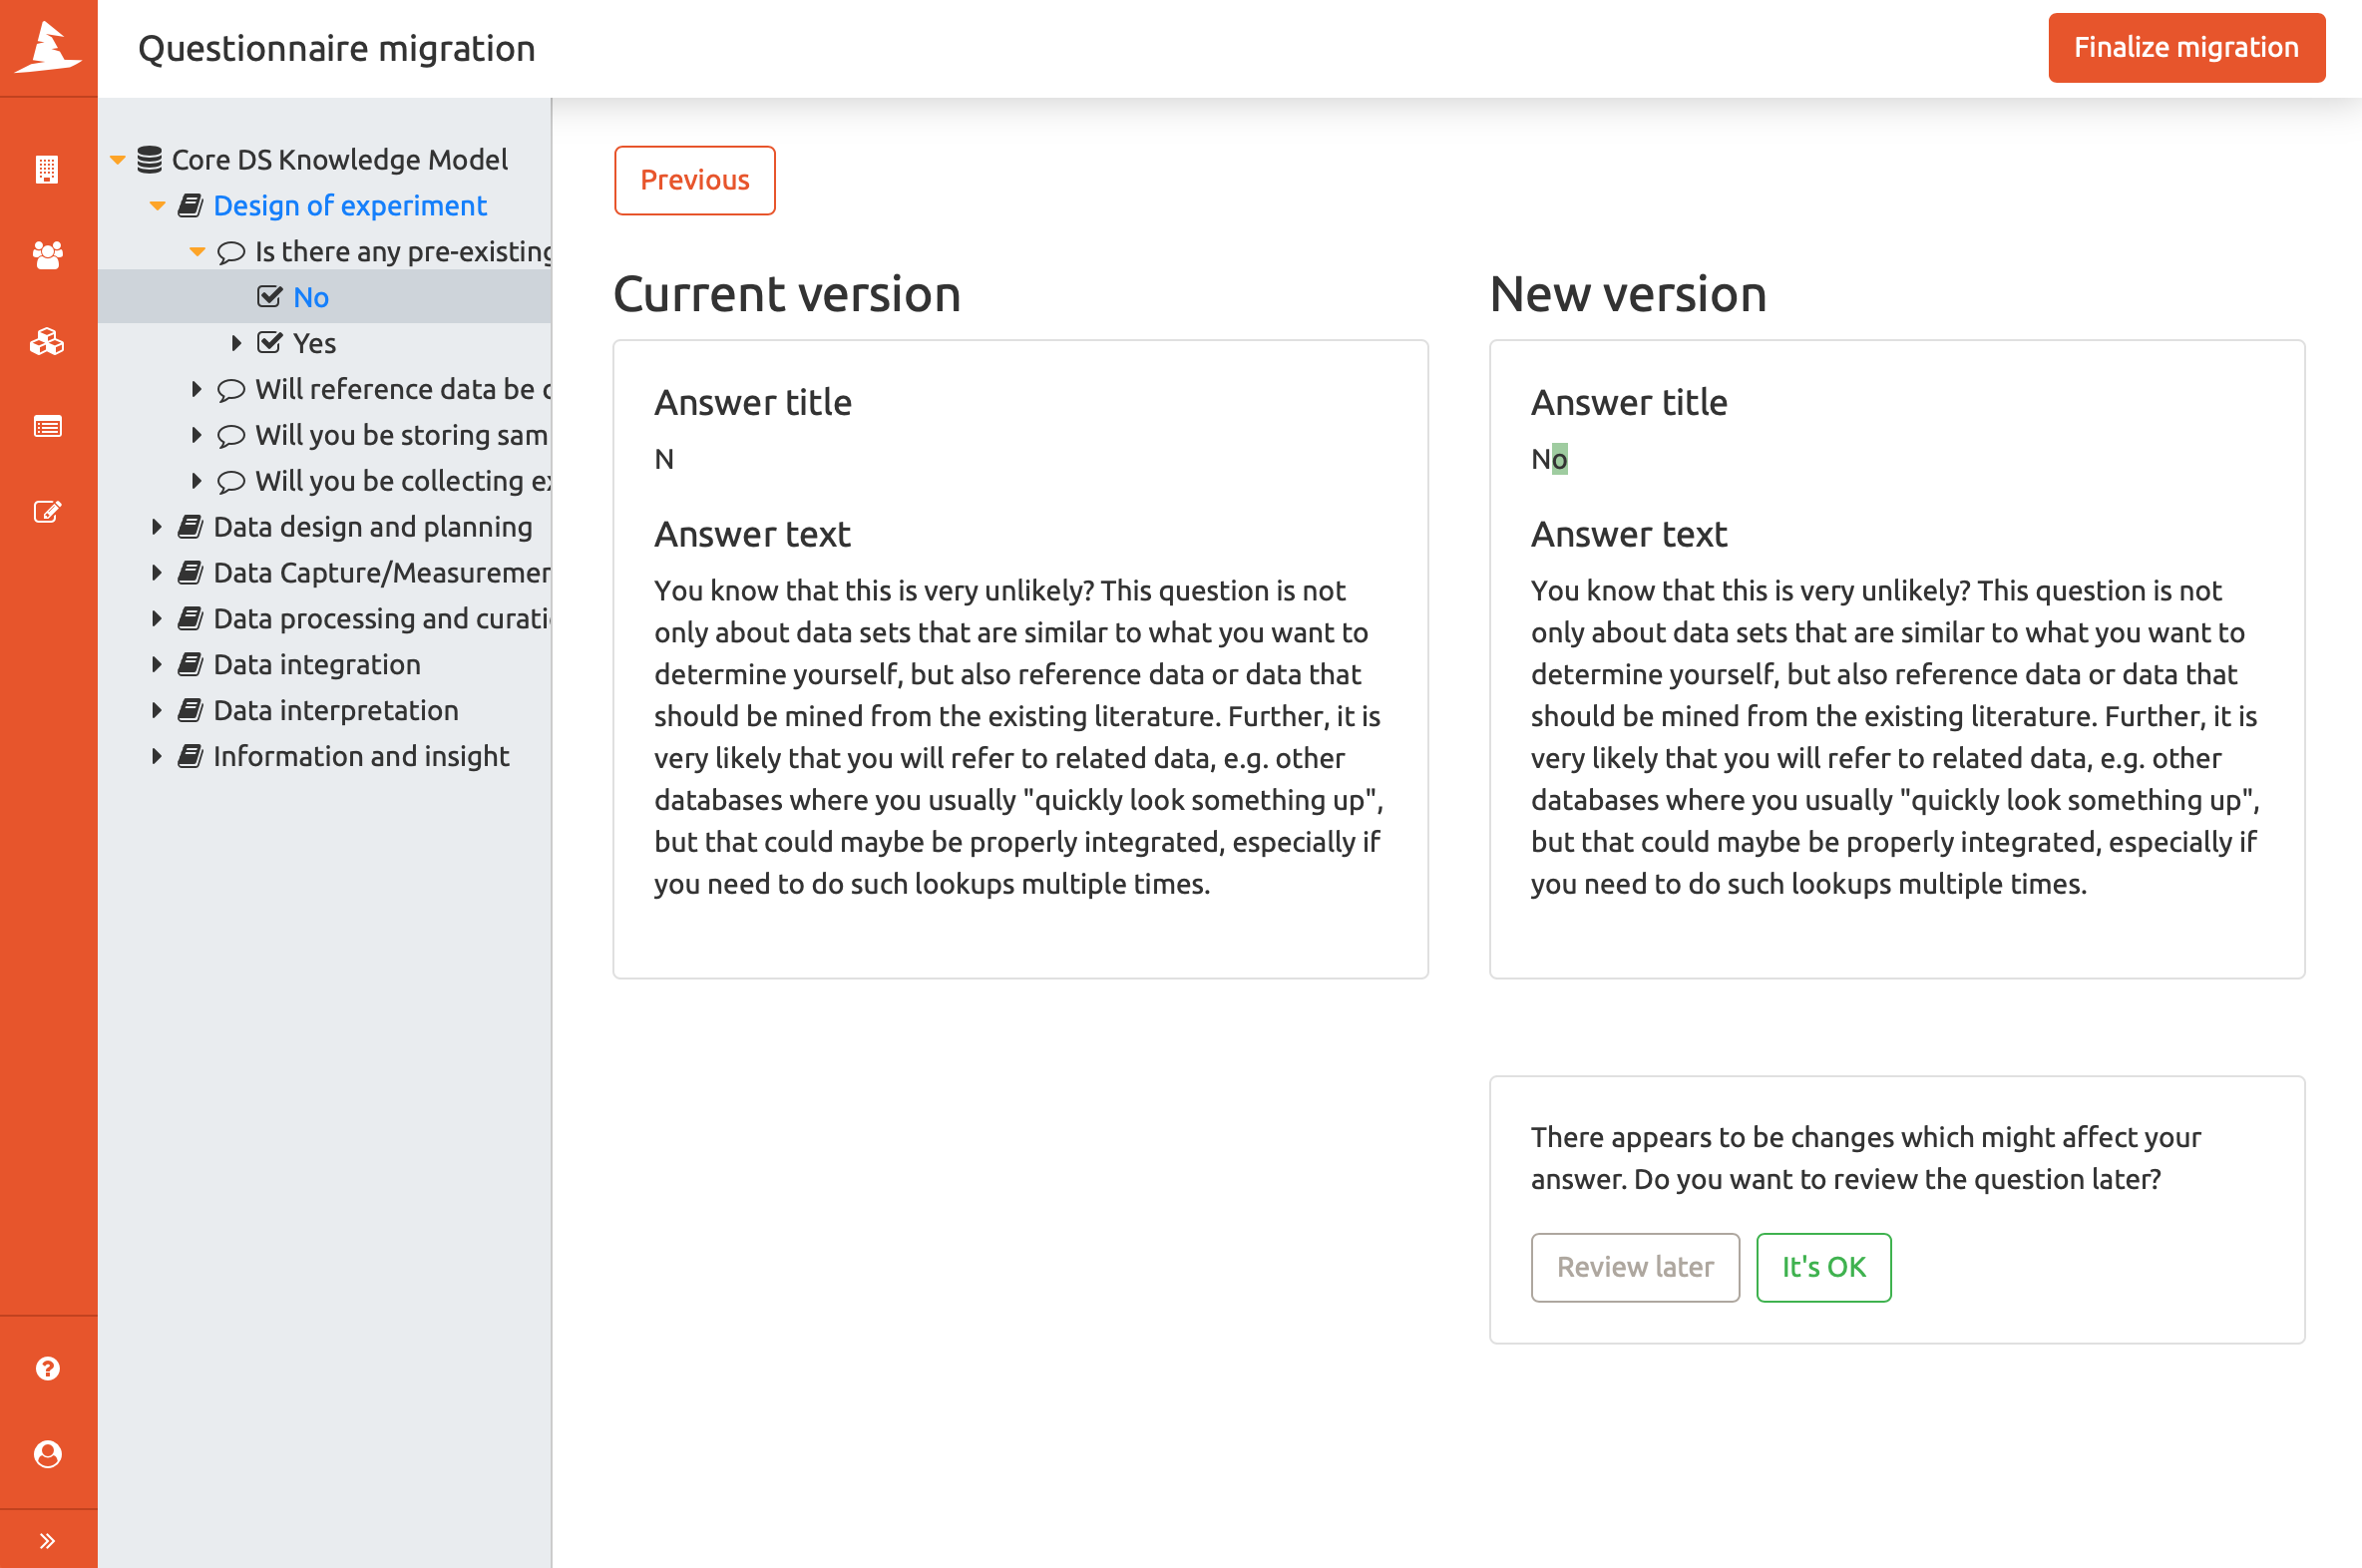 Questionnaire migration
Finalize migration
Core DS Knowledge Model
Design of experiment
Is there any pre-existing
No
Yes
Will reference data be
Will you be storing sam
Will you be collecting
Data design and planning
Data Capture/Measuremen
Data processing and curati
Data integration
Data interpretation
Information and insight
Previous
Current version
Answer title
N
Answer text
You know that this is very unlikely? This question is not
only about data sets that are similar to what you want to
determine yourself, but also reference data or data that
should be mined from the existing literature. Further, it is
very likely that you will refer to related data, e.g. other
databases where you usually "quickly look something up",
but that could maybe be properly integrated, especially if
you need to do such lookups multiple times.
New version
Answer title
No
Answer text
You know that this is very unlikely? This question is not
only about data sets that are similar to what you want to
determine yourself, but also reference data or data that
should be mined from the existing literature. Further, it is
very likely that you will refer to related data, e.g. other
databases where you usually "quickly look something up",
but that could maybe be properly integrated, especially if
you need to do such lookups multiple times.
There appears to be changes which might affect your
answer. Do you want to review the question later?
Review later
It's OK